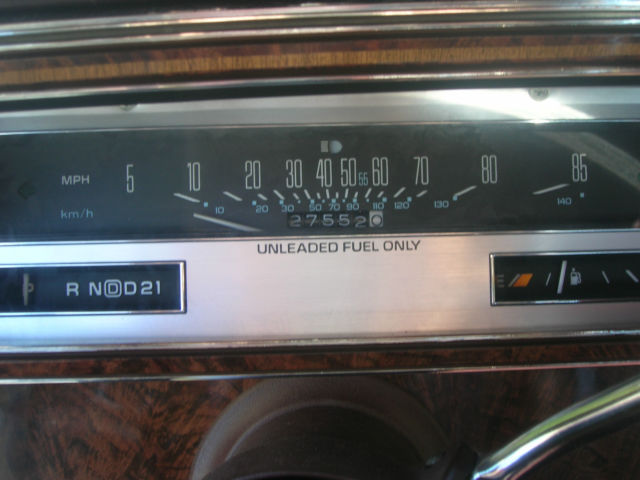 MPH 5 10 20 30 40 50 55 60 70 80 85
km/h 10 20 30 50 70 90 110 120 130 140
27552 0
UNLEADED FUEL ONLY
P R N D D 2 1
E